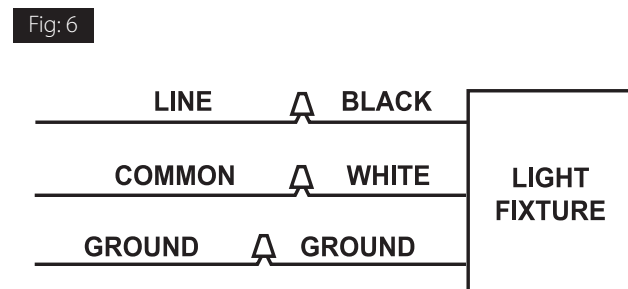 Fig: 6
LINE BLACK
COMMON WHITE
GROUND GROUND
LIGHT
FIXTURE